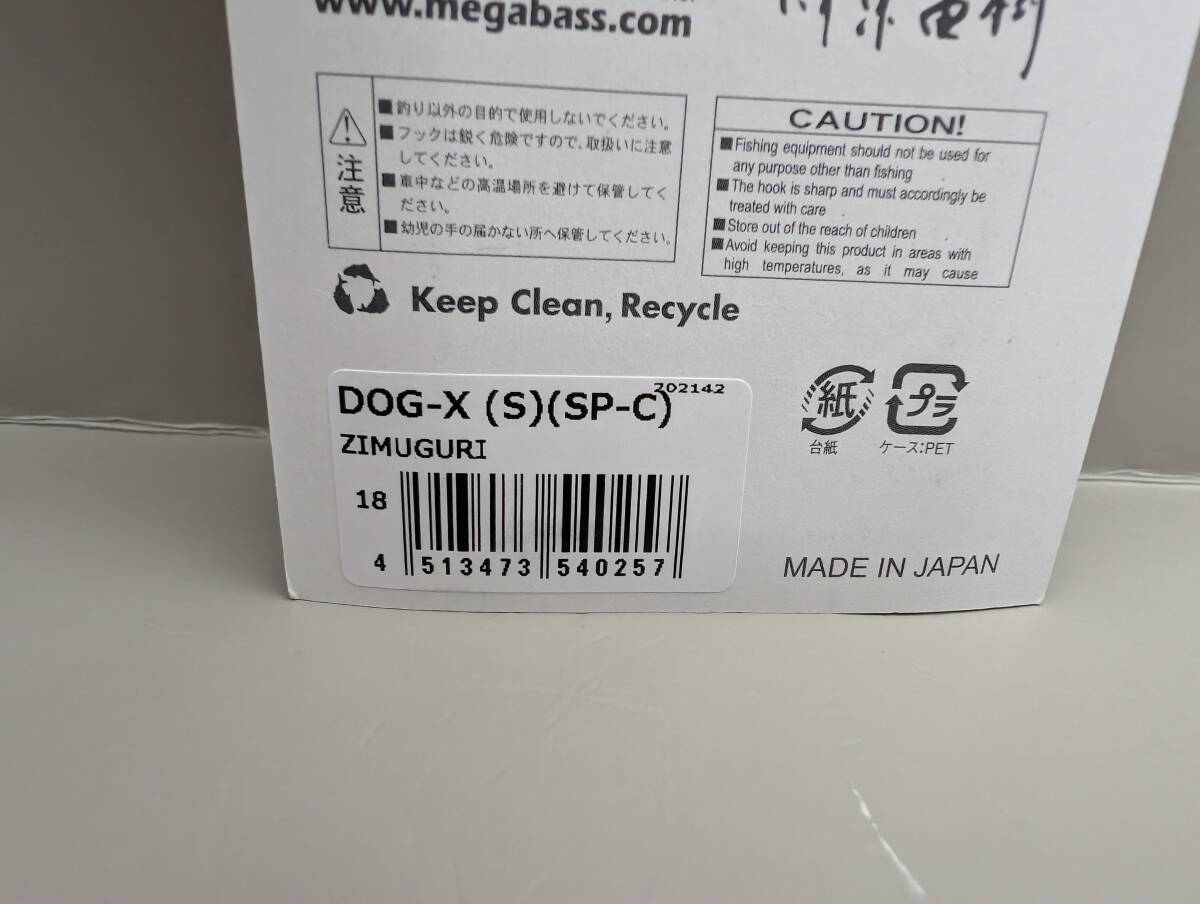 www.megabass.com
注意
■釣り以外の目的で使用しないでください。
■フックは鋭く危険ですので、取扱いに注意
してください。
■車中などの高温場所を避けて保管してく
ださい。
■幼児の手の届かない所へ保管してください。
CAUTION!
■Fishing equipment should not be used for
any purpose other than fishing
■The hook is sharp and must accordingly be
treated with care
■Store out of the reach of children
■Avoid keeping this product in areas with
high temperatures, as it may cause
Keep Clean, Recycle
202142
DOG-X (S)(SP-C)
ZIMUGURI
18
4 513473 540257
紙
プラ
台紙
ケース:PET
MADE IN JAPAN